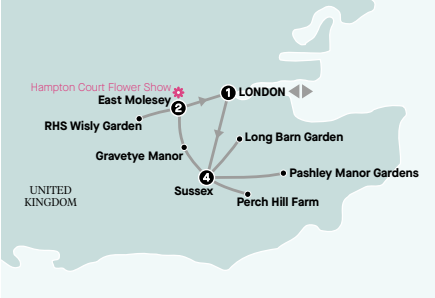 Hampton Court Flower Show
1
LONDON
East Molesey
2
RHS Wisly Garden
Long Barn Garden
Gravetye Manor
Pashley Manor Gardens
4
Sussex
UNITED
KINGDOM
Perch Hill Farm